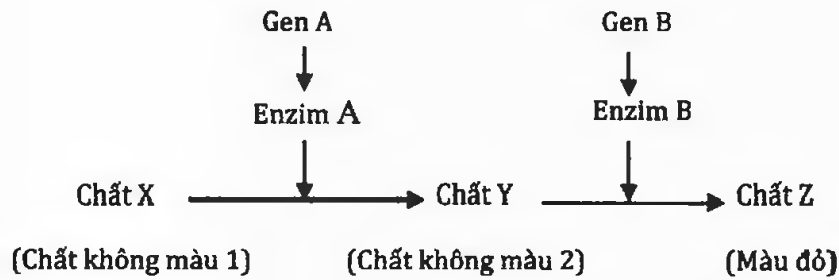 Gen A Gen B
Enzim A Enzim B
Chất X Chất Y Chất Z
(Chất không màu 1) (Chất không màu 2) (Màu đỏ)